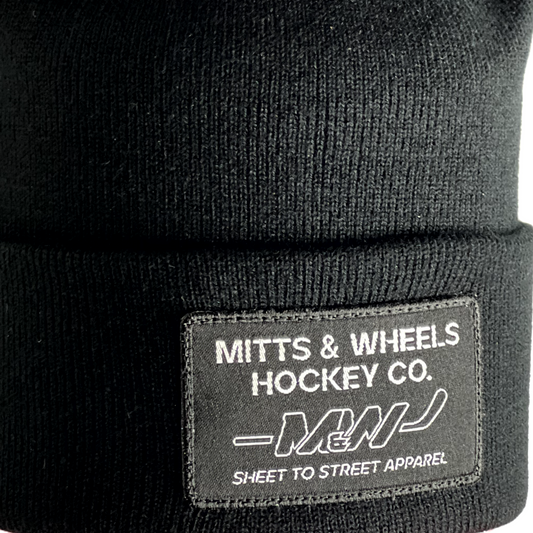 MITTS & WHEELS
HOCKEY CO.
M&W
SHEET TO STREET APPAREL